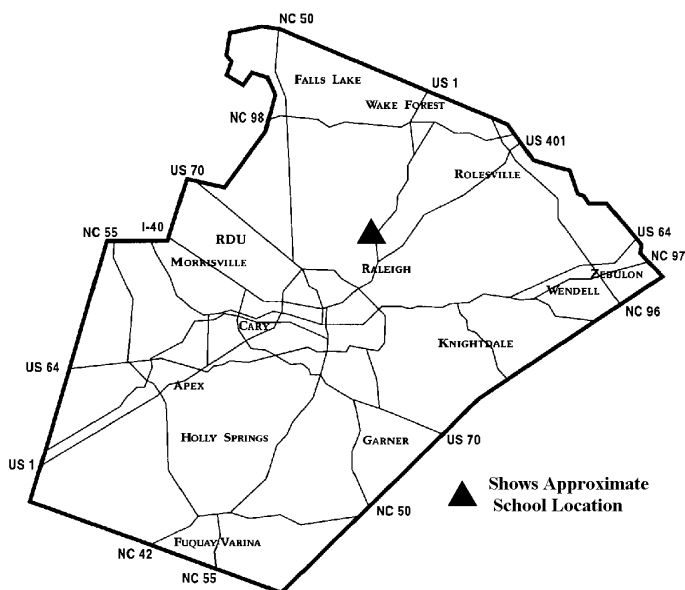 NC 50
FALLS LAKE
US 1
WAKE FOREST
NC 98
US 401
US 70
ROLESVILLE
I-40
NC 55
RDU
US 64
MORRISVILLE
RALEIGH
NC 97
ZEBULON
WENDELL
NC 96
CARY
KNIGHTDALE
US 64
APEX
HOLLY SPRINGS
GARNER
US 70
US 1
Shows Approximate
School Location
NC 50
FUQUAY-VARINA
NC 42
NC 55